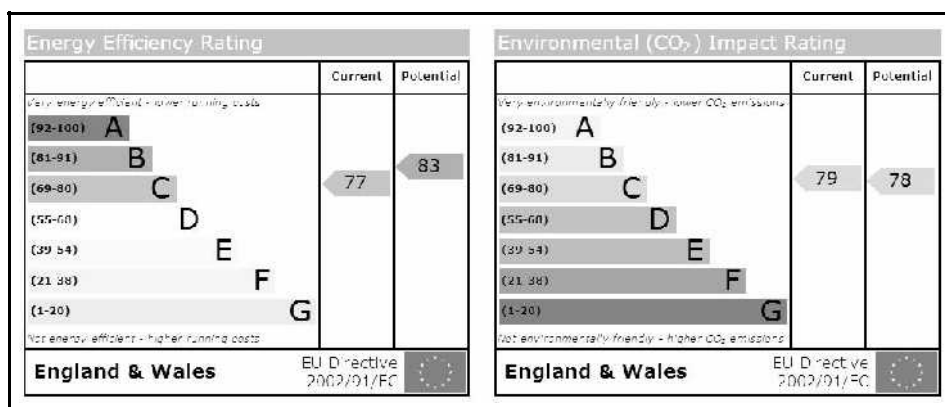 Energy Efficiency Rating
Current Potential
Very energy efficient - lower running costs
(92-100) A
(81-91) B
(69-80) C
(55-68) D
(39-54) E
(21-38) F
(1-20) G
77
83
Not energy efficient - higher running costs
England & Wales
EU Directive
2002/91/EC
Environmental (CO₂) Impact Rating
Current Potential
Very environmentally friendly - lower CO₂ emissions
(92-100) A
(81-91) B
(69-80) C
(55-68) D
(39-54) E
(21-38) F
(1-20) G
79
78
Not environmentally friendly - higher CO₂ emissions
England & Wales
EU Directive
2002/91/EC